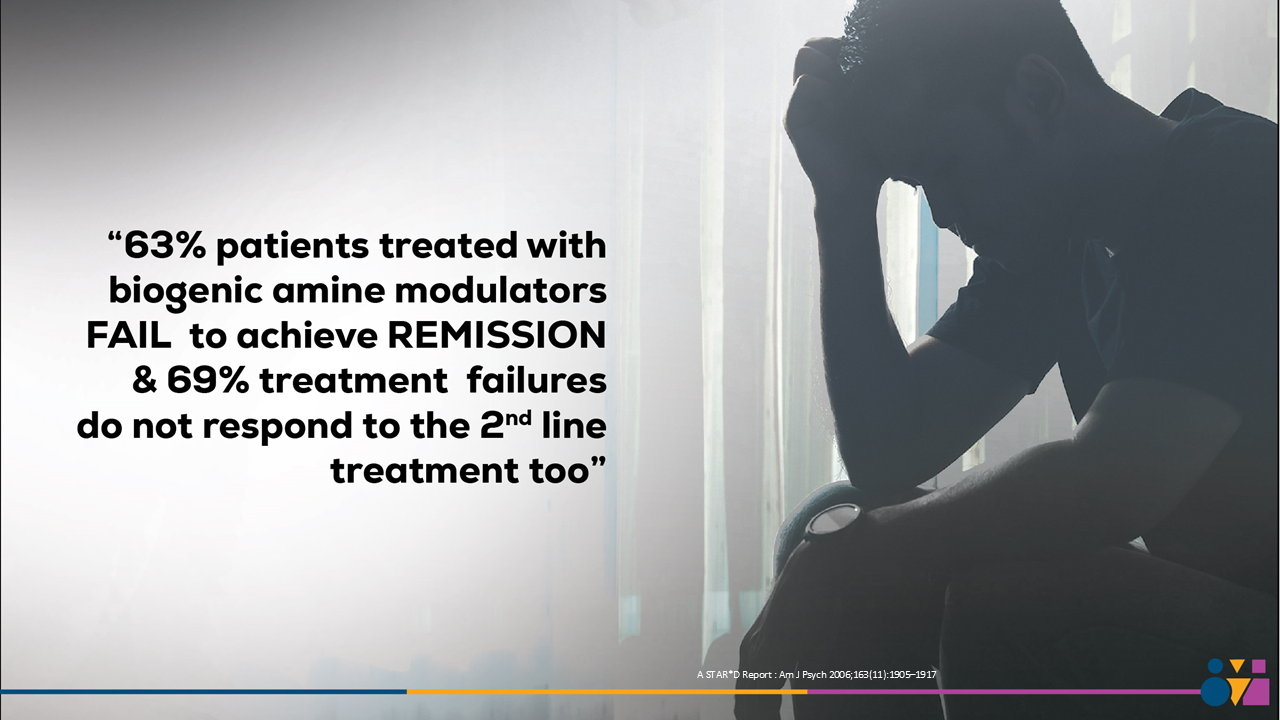 “63% patients treated with
biogenic amine modulators
FAIL to achieve REMISSION
& 69% treatment failures
do not respond to the 2nd line
treatment too”
A STAR*D Report : Am J Psych 2006;163(11):1905–1917